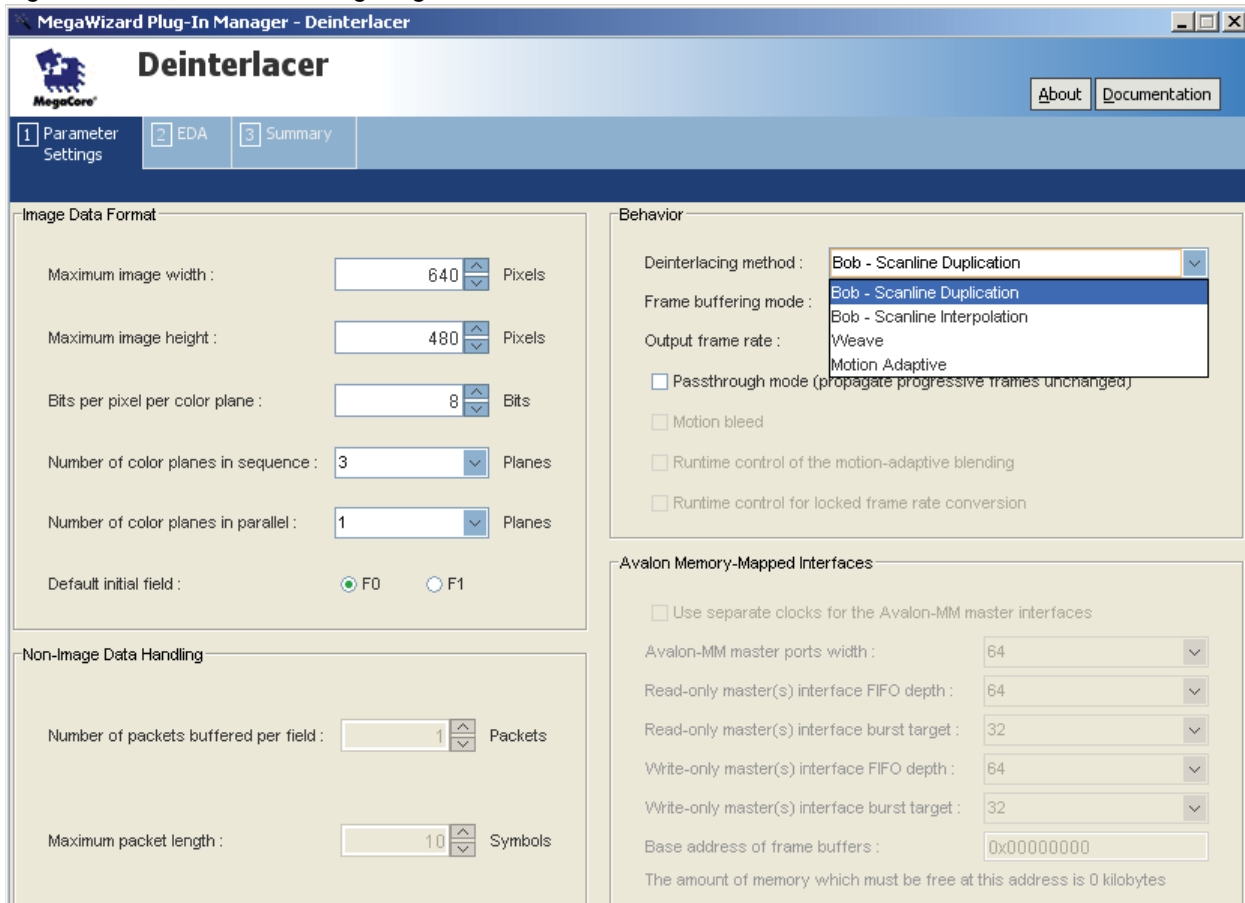 MegaWizard Plug-In Manager - Deinterlacer
MegaCore®
Deinterlacer
About
Documentation
1 Parameter Settings
2 EDA
3 Summary
Image Data Format
Maximum image width : 640 Pixels
Maximum image height : 480 Pixels
Bits per pixel per color plane : 8 Bits
Number of color planes in sequence : 3 Planes
Number of color planes in parallel : 1 Planes
Default initial field : F0 F1
Non-Image Data Handling
Number of packets buffered per field : 1 Packets
Maximum packet length : 10 Symbols
Behavior
Deinterlacing method : Bob - Scanline Duplication
Bob - Scanline Duplication
Frame buffering mode :
Bob - Scanline Interpolation
Output frame rate : Weave
Motion Adaptive
Passthrough mode (propagate progressive frames unchanged)
Motion bleed
Runtime control of the motion-adaptive blending
Runtime control for locked frame rate conversion
Avalon Memory-Mapped Interfaces
Use separate clocks for the Avalon-MM master interfaces
Avalon-MM master ports width : 64
Read-only master(s) interface FIFO depth : 64
Read-only master(s) interface burst target : 32
Write-only master(s) interface FIFO depth : 64
Write-only master(s) interface burst target : 32
Base address of frame buffers : 0x00000000
The amount of memory which must be free at this address is 0 kilobytes